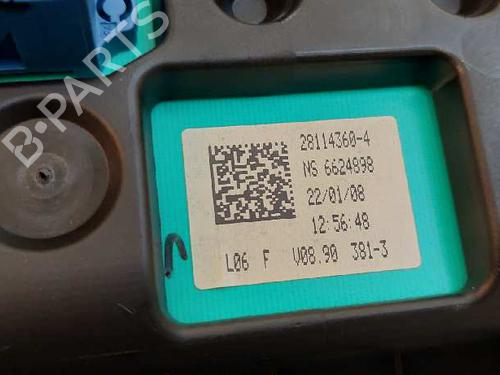 B-PARTS
28114360-4
NS 6624898
22/01/08
12:56:48
L06 F V08.90 381-3